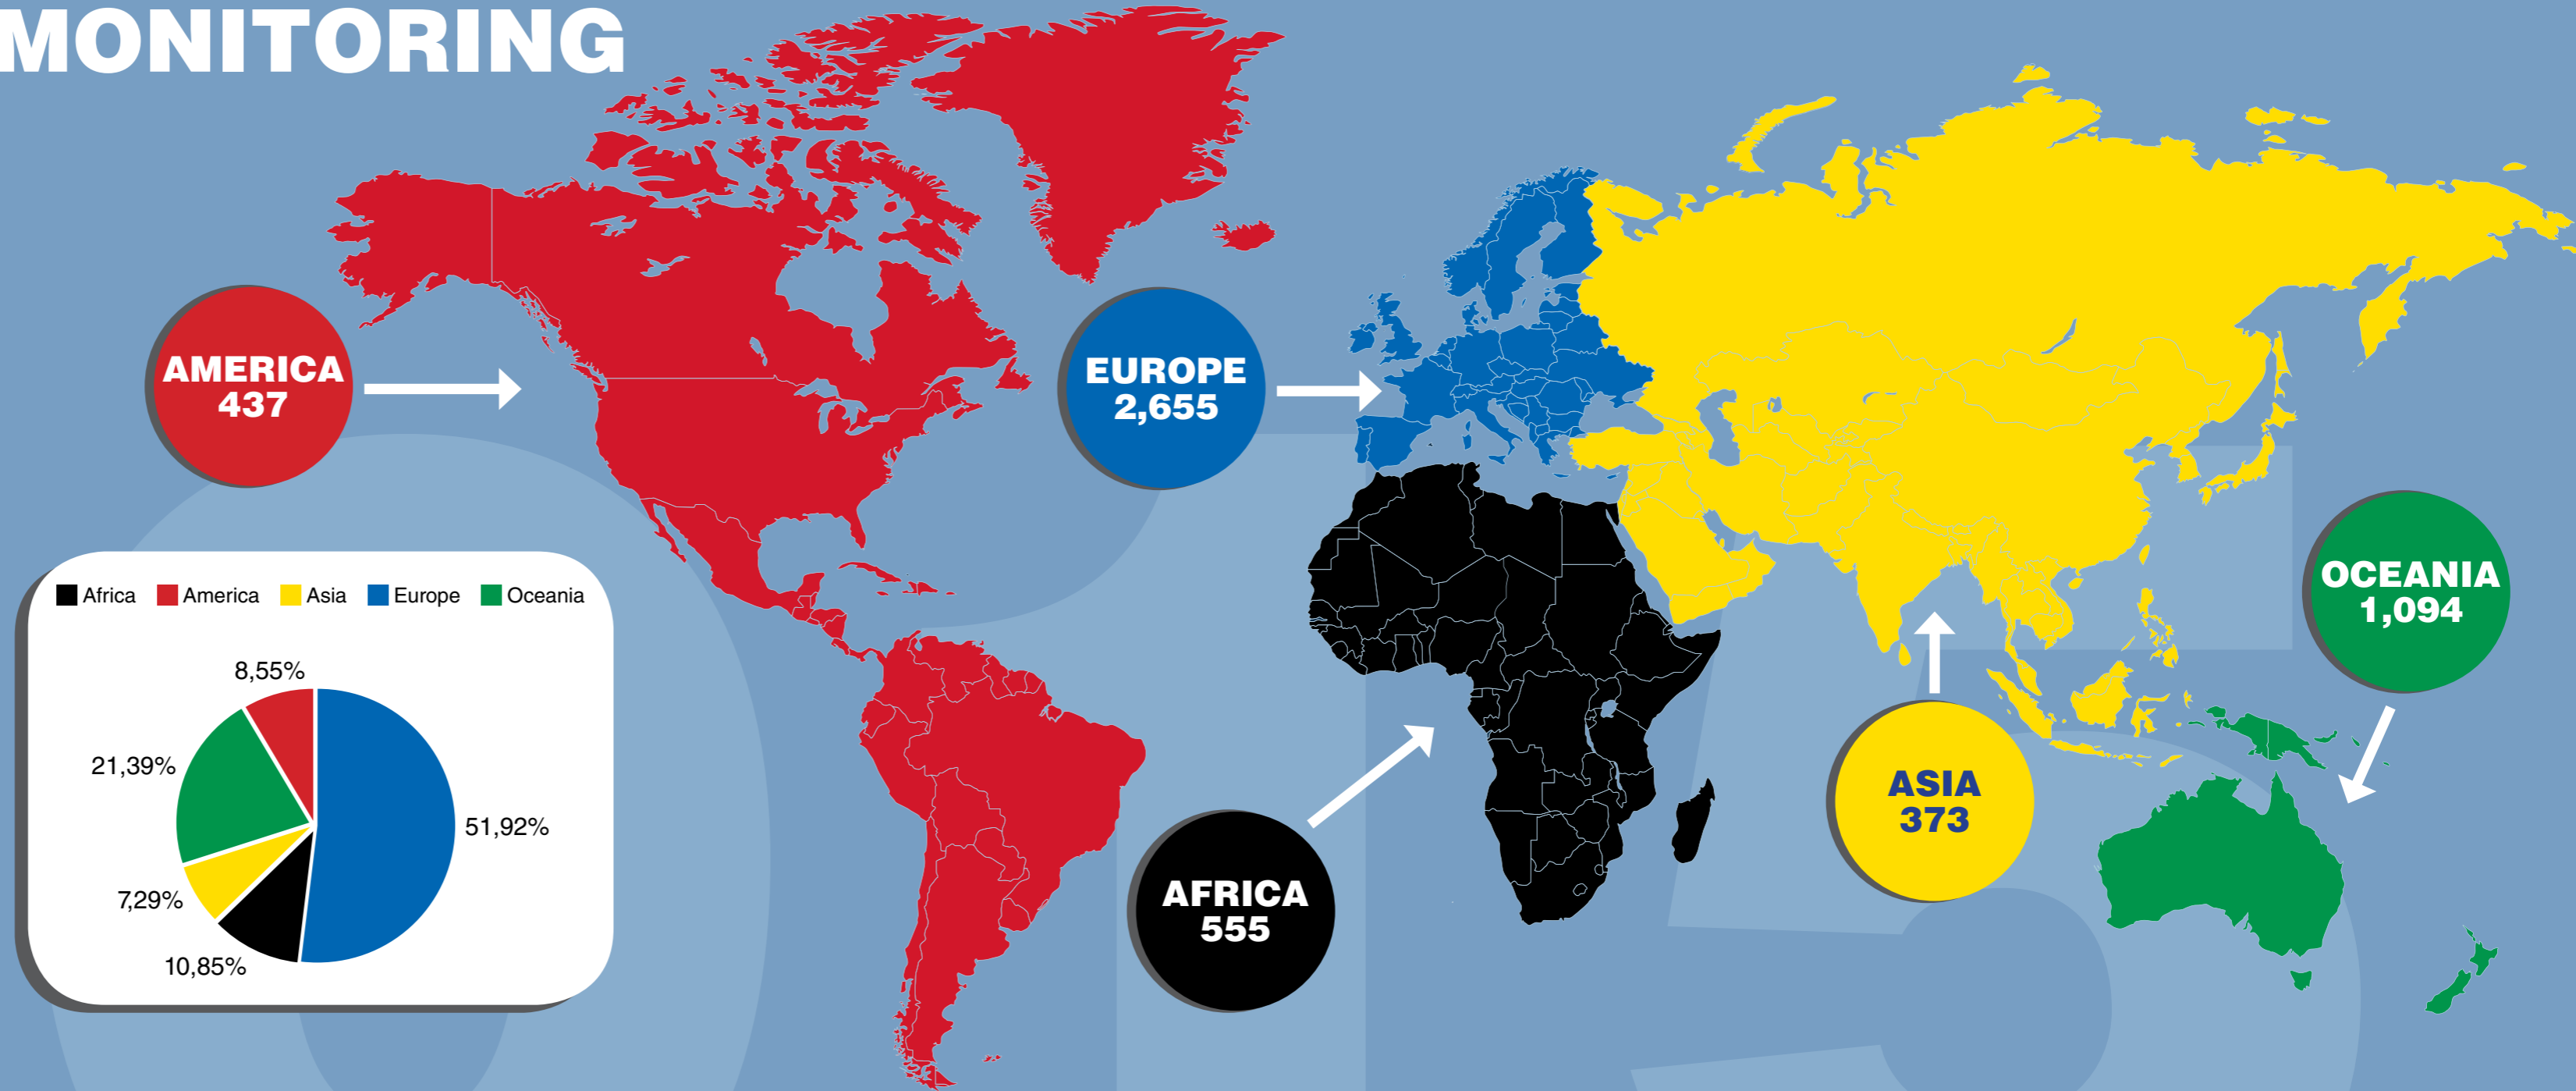 MONITORING
AMERICA
437
EUROPE
2,655
OCEANIA
1,094
ASIA
373
AFRICA
555
Africa America Asia Europe Oceania
8,55%
21,39%
51,92%
7,29%
10,85%